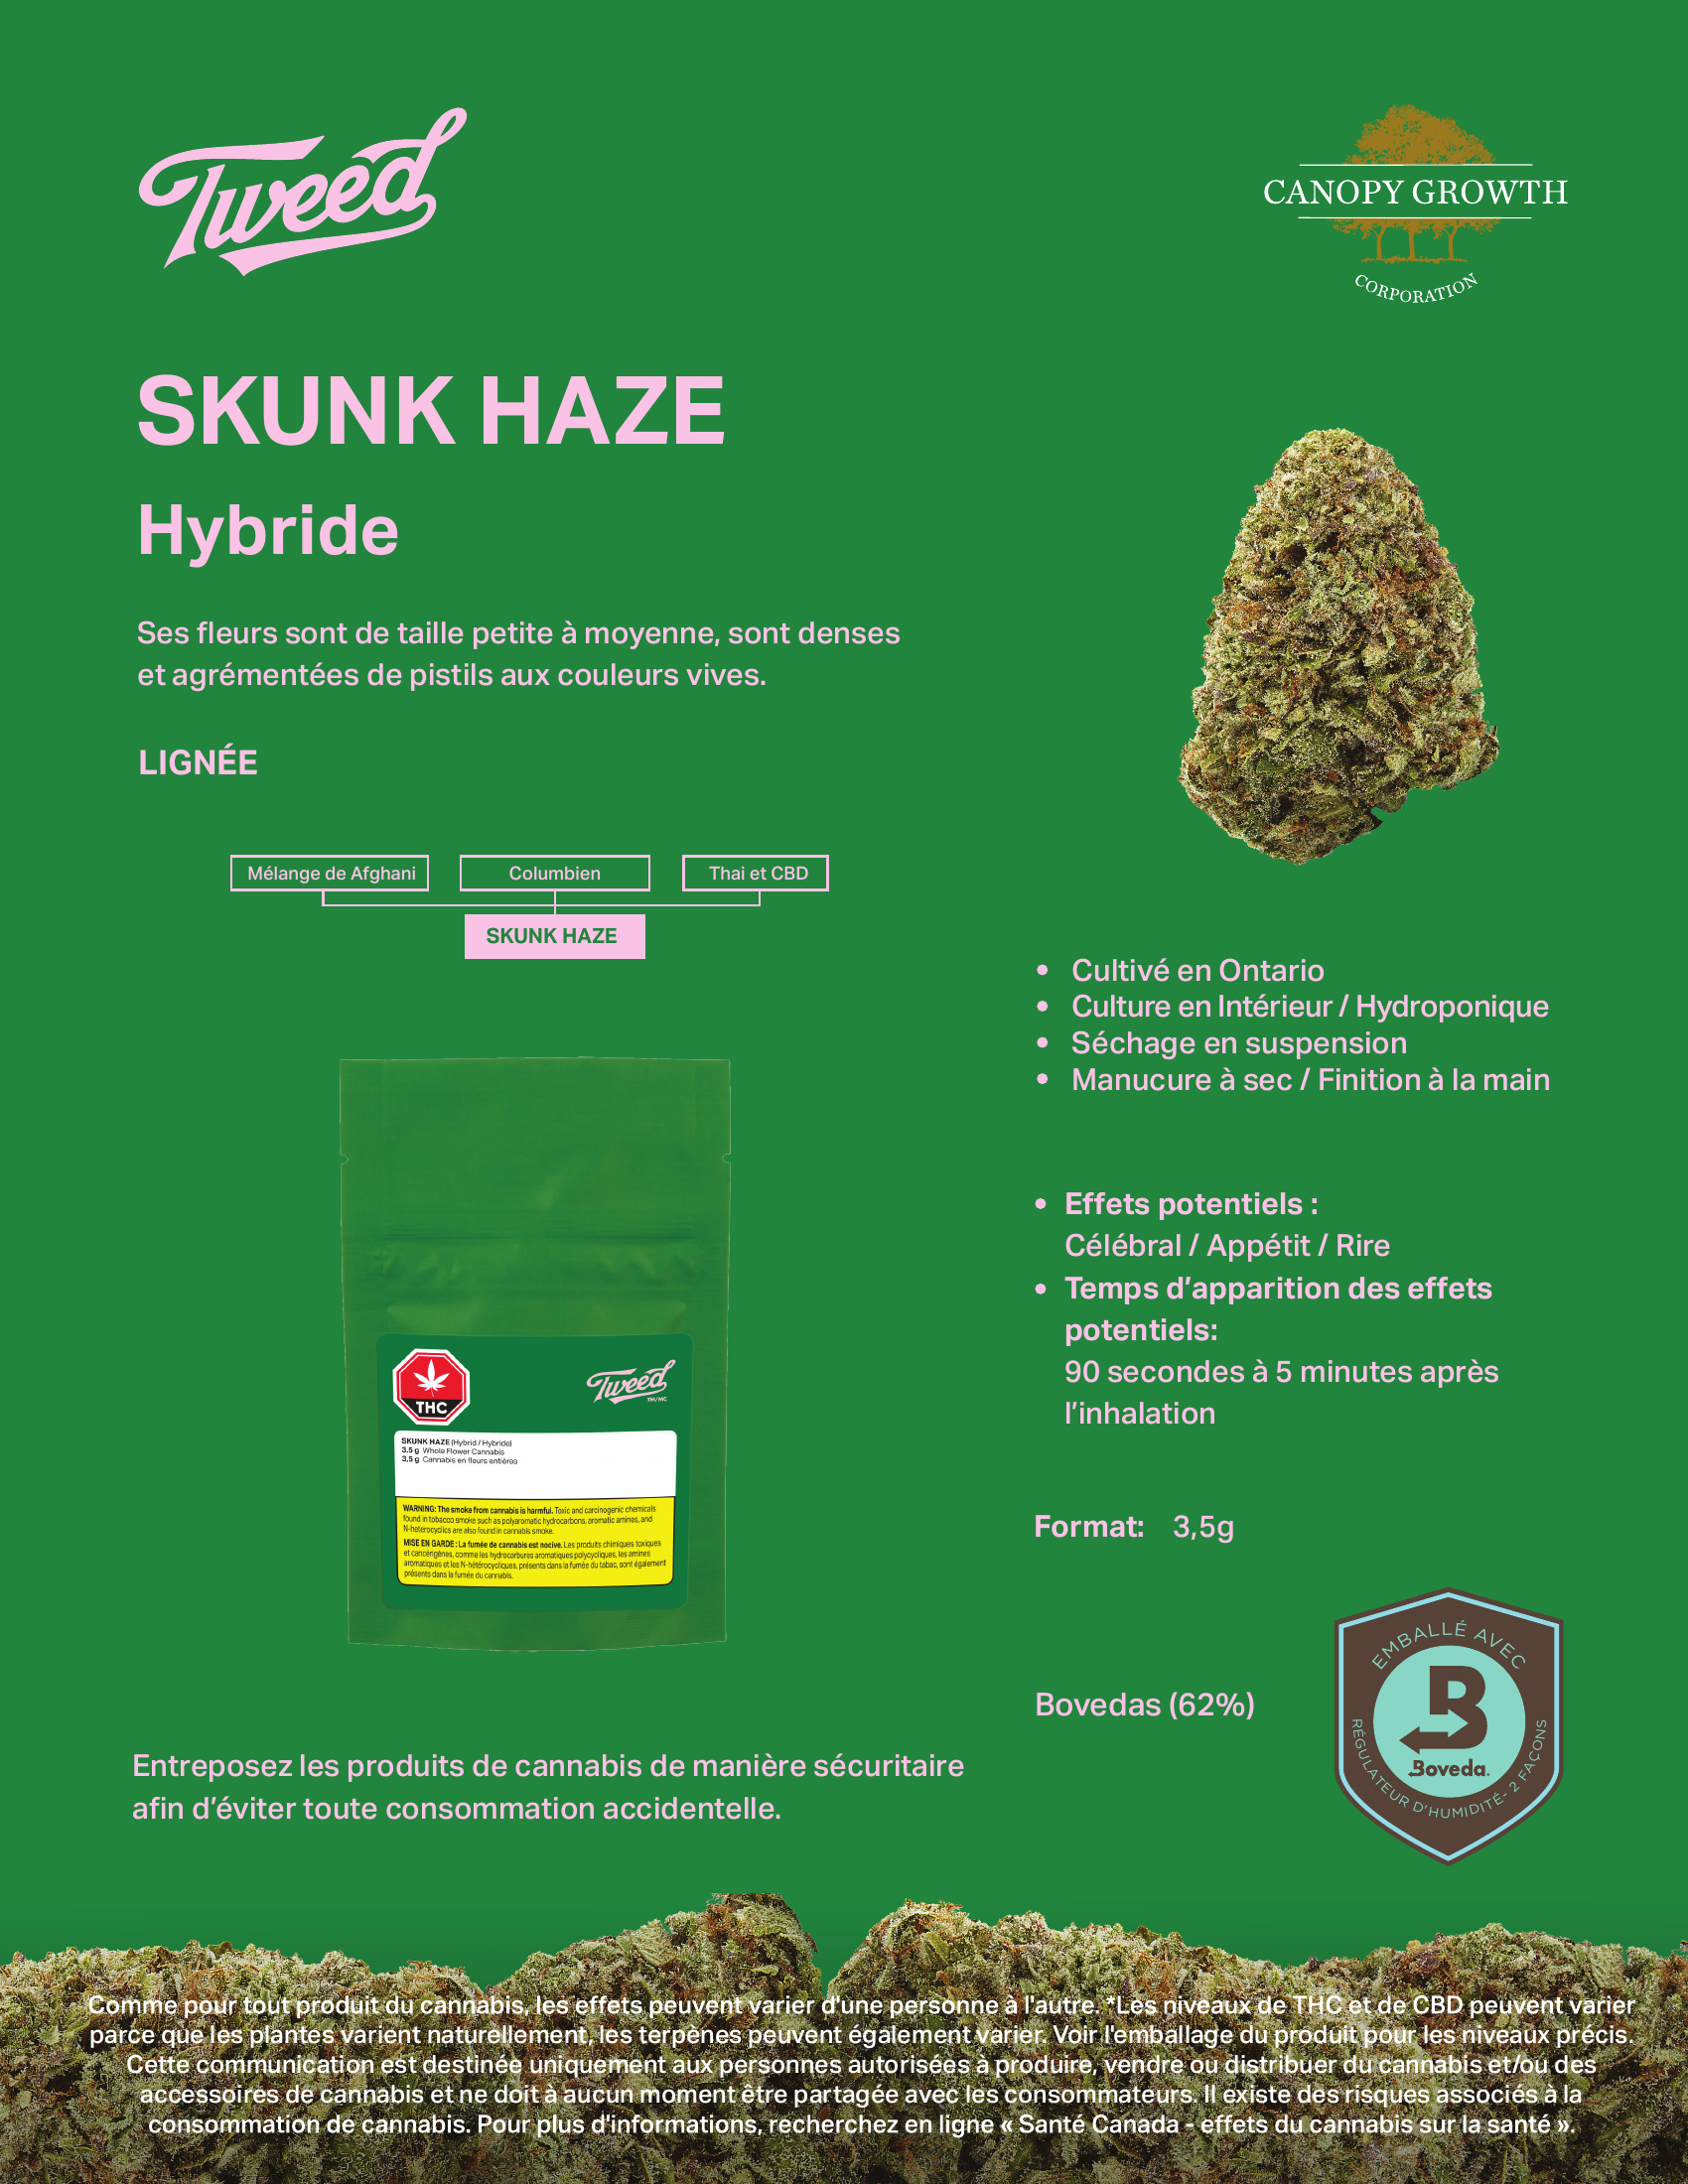 Tweed
CANOPY GROWTH
CORPORATION
SKUNK HAZE
Hybride
Ses fleurs sont de taille petite à moyenne, sont denses
et agrémentées de pistils aux couleurs vives.
LIGNÉE
Mélange de Afghani
Columbien
Thai et CBD
SKUNK HAZE
• Cultivé en Ontario
• Culture en Intérieur / Hydroponique
• Séchage en suspension
• Manucure à sec / Finition à la main
• Effets potentiels :
Célébral / Appétit / Rire
• Temps d’apparition des effets
potentiels:
90 secondes à 5 minutes après
l’inhalation
Format: 3,5g
THC
Tweed
TM/MC
SKUNK HAZE (Hybrid / Hybride)
3.5 g Whole Flower Cannabis
3,5 g Cannabis en fleurs entières
WARNING: The smoke from cannabis is harmful. Toxic and carcinogenic chemicals
found in tobacco smoke such as polyaromatic hydrocarbons, aromatic amines, and
N-heterocyclics are also found in cannabis smoke.
MISE EN GARDE : La fumée de cannabis est nocive. Les produits chimiques toxiques
et cancérigènes, comme les hydrocarbures aromatiques polycycliques, les amines
aromatiques et les N-hétérocycliques, présents dans la fumée du tabac, sont également
présents dans la fumée du cannabis.
Bovedas (62%)
EMBALLÉ AVEC
B
Boveda.
RÉGULATEUR D'HUMIDITÉ- 2 FAÇONS
Entreposez les produits de cannabis de manière sécuritaire
afin d’éviter toute consommation accidentelle.
Comme pour tout produit du cannabis, les effets peuvent varier d'une personne à l'autre. *Les niveaux de THC et de CBD peuvent varier
parce que les plantes varient naturellement, les terpènes peuvent également varier. Voir l'emballage du produit pour les niveaux précis.
Cette communication est destinée uniquement aux personnes autorisées à produire, vendre ou distribuer du cannabis et/ou des
accessoires de cannabis et ne doit à aucun moment être partagée avec les consommateurs. Il existe des risques associés à la
consommation de cannabis. Pour plus d'informations, recherchez en ligne « Santé Canada - effets du cannabis sur la santé ».